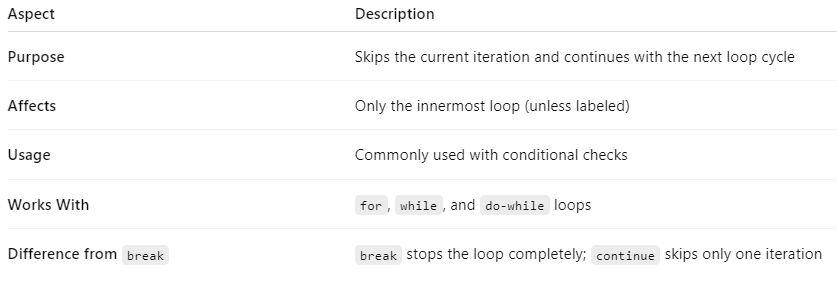 Aspect Description
Purpose Skips the current iteration and continues with the next loop cycle
Affects Only the innermost loop (unless labeled)
Usage Commonly used with conditional checks
Works With for, while, and do-while loops
Difference from break break stops the loop completely; continue skips only one iteration